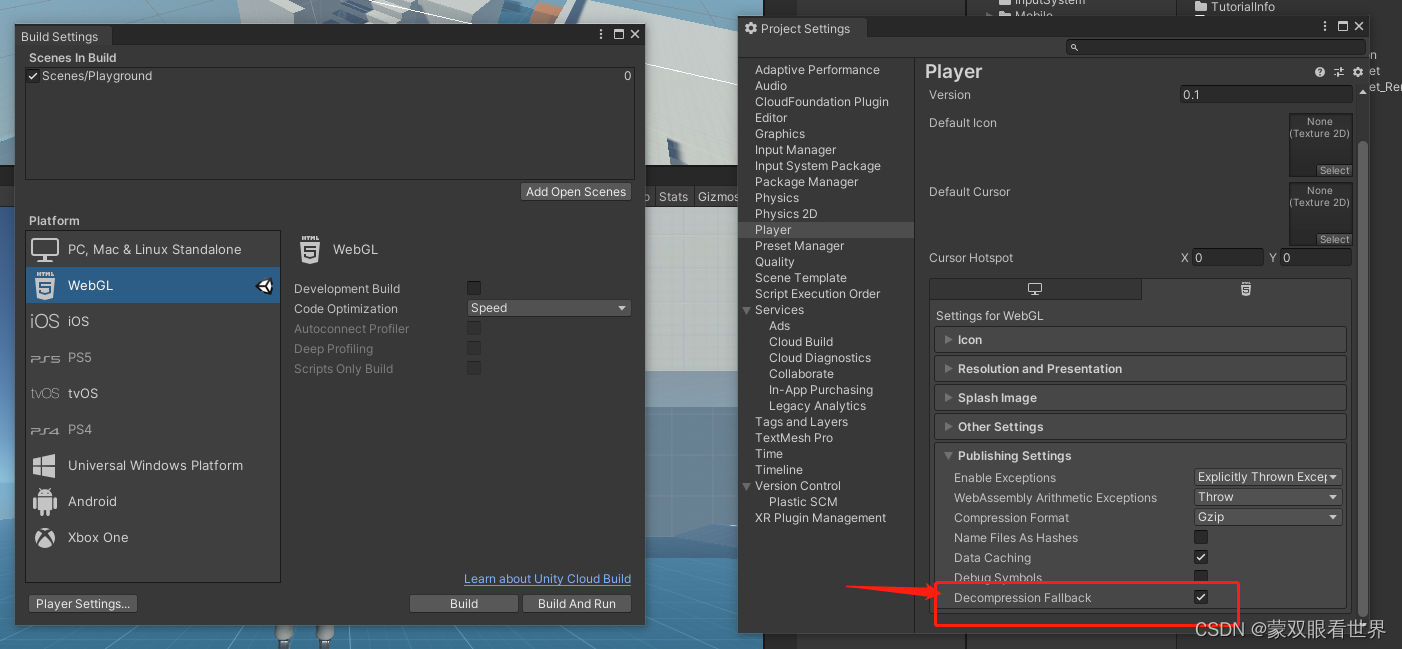 InputSystem
Mobile
TutorialInfo
Build Settings
Scenes In Build
Scenes/Playground
0
Add Open Scenes
Stats
Gizmos
Platform
PC, Mac & Linux Standalone
HTML
5
WebGL
iOS
iOS
PS5
PS5
tvOS
tvOS
PS4
PS4
Universal Windows Platform
Android
Xbox One
HTML
5
WebGL
Development Build
Code Optimization
Speed
Autoconnect Profiler
Deep Profiling
Scripts Only Build
Learn about Unity Cloud Build
Player Settings...
Build
Build And Run
Project Settings
Adaptive Performance
Audio
CloudFoundation Plugin
Editor
Graphics
Input Manager
Input System Package
Package Manager
Physics
Physics 2D
Player
Preset Manager
Quality
Scene Template
Script Execution Order
Services
Ads
Cloud Build
Cloud Diagnostics
Collaborate
In-App Purchasing
Legacy Analytics
Tags and Layers
TextMesh Pro
Time
Timeline
Version Control
Plastic SCM
XR Plugin Management
Player
Version
0.1
Default Icon
None
(Texture 2D)
Select
Default Cursor
None
(Texture 2D)
Select
Cursor Hotspot
X 0
Y 0
Settings for WebGL
Icon
Resolution and Presentation
Splash Image
Other Settings
Publishing Settings
Enable Exceptions
Explicitly Thrown Excep
WebAssembly Arithmetic Exceptions
Throw
Compression Format
Gzip
Name Files As Hashes
Data Caching
Debug Symbols
Decompression Fallback
CSDN @蒙双眼看世界